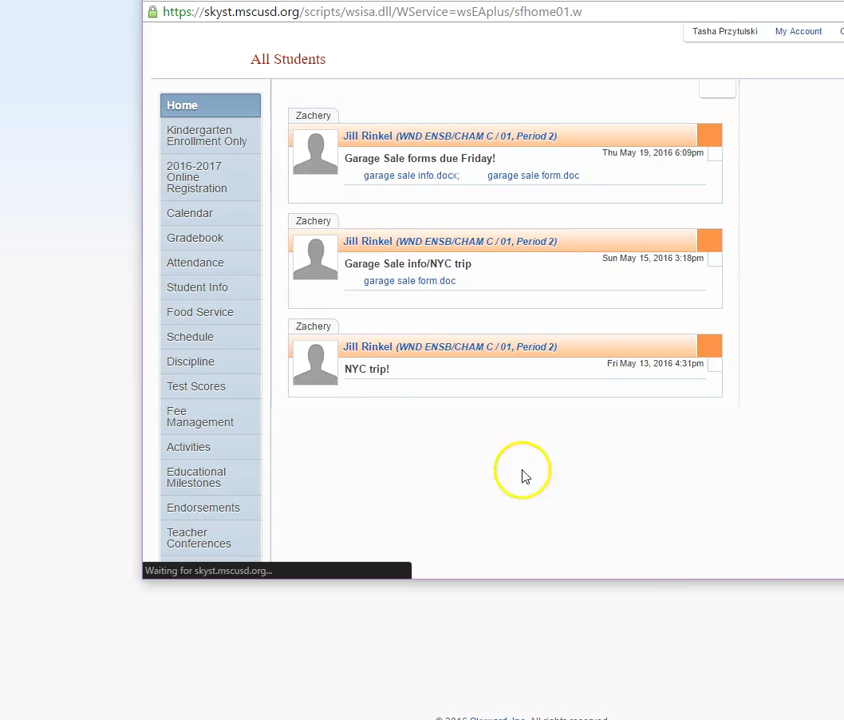 https://skyst.mscusd.org/scripts/wsisa.dll/WService=wsEAplus/sfhome01.w
Tasha Przytulski My Account
All Students
Home
Kindergarten
Enrollment Only
2016-2017
Online
Registration
Calendar
Gradebook
Attendance
Student Info
Food Service
Schedule
Discipline
Test Scores
Fee
Management
Activities
Educational
Milestones
Endorsements
Teacher
Conferences
Zachery
Jill Rinkel (WND ENSB/CHAM C / 01, Period 2)
Thu May 19, 2016 6:09pm
Garage Sale forms due Friday!
garage sale info.docx; garage sale form.doc
Zachery
Jill Rinkel (WND ENSB/CHAM C / 01, Period 2)
Sun May 15, 2016 3:18pm
Garage Sale info/NYC trip
garage sale form.doc
Zachery
Jill Rinkel (WND ENSB/CHAM C / 01, Period 2)
Fri May 13, 2016 4:31pm
NYC trip!
Waiting for skyst.mscusd.org...